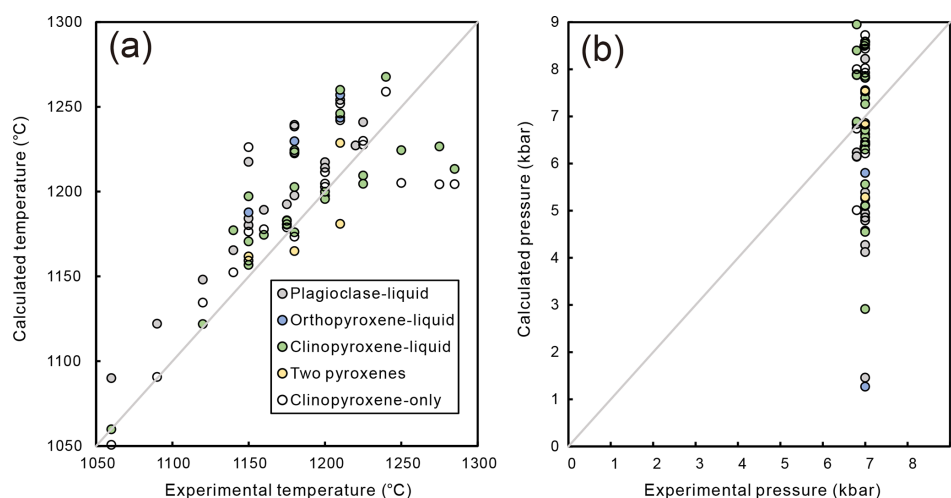 (a)
1300
1250
1200
1150
1100
1050
Calculated temperature (°C)
Plagioclase-liquid
Orthopyroxene-liquid
Clinopyroxene-liquid
Two pyroxenes
Clinopyroxene-only
1050 1100 1150 1200 1250 1300
Experimental temperature (°C)
(b)
9
8
7
6
5
4
3
2
1
0
Calculated pressure (kbar)
0 1 2 3 4 5 6 7 8
Experimental pressure (kbar)